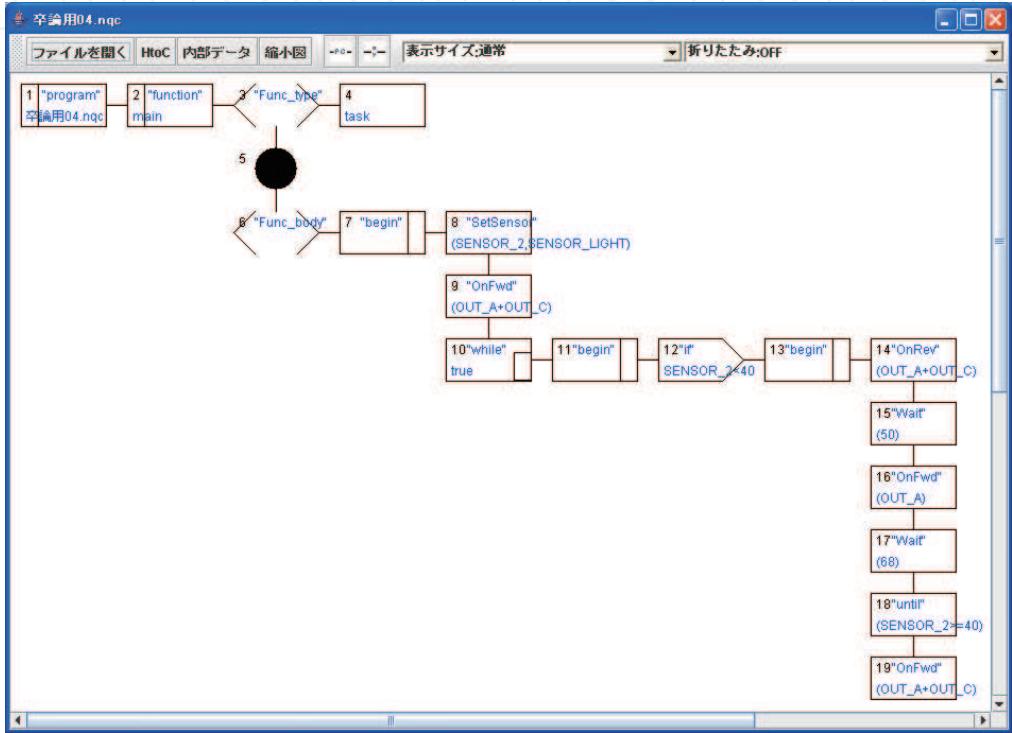 卒論用04.nqc
ファイルを開く HtoC 内部データ 縮小図 -PC- 表示サイズ:通常 折りたたみ:OFF
1 "program"
卒論用04.nqc
2 "function"
main
3 "Func_type"
4
task
5
6 "Func_body"
7 "begin"
8 "SetSensor"
(SENSOR_2,SENSOR_LIGHT)
9 "OnFwd"
(OUT_A+OUT_C)
10"while"
true
11"begin"
12"if"
SENSOR_2<40
13"begin"
14"OnRev"
(OUT_A+OUT_C)
15"Wait"
(50)
16"OnFwd"
(OUT_A)
17"Wait"
(68)
18"until"
(SENSOR_2>=40)
19"OnFwd"
(OUT_A+OUT_C)